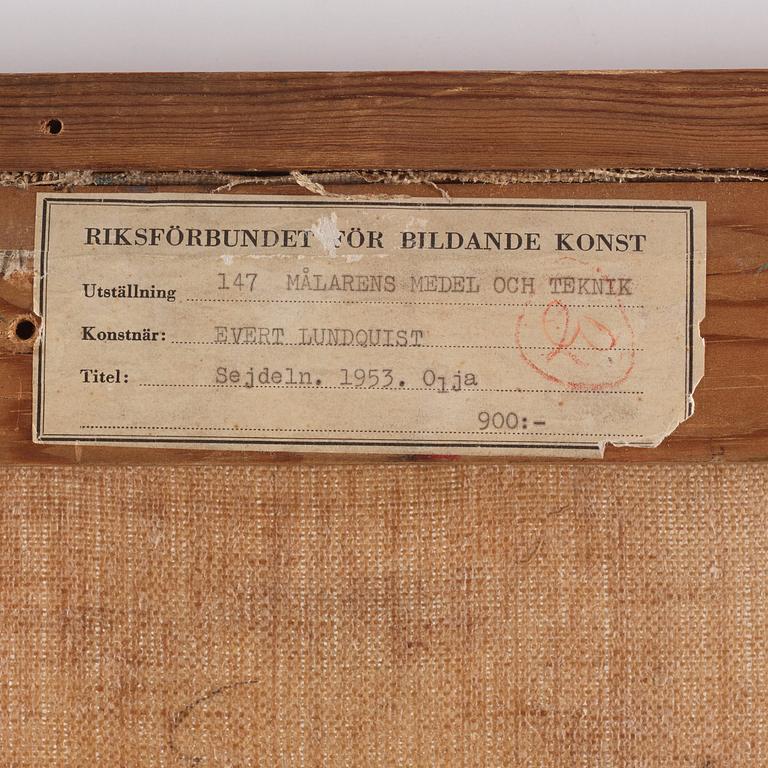 RIKSFÖRBUNDET FÖR BILDANDE KONST
Utställning 147 MÅLARENS MEDEL OCH TEKNIK
Konstnär: EVERT LUNDQUIST
Titel: Sejdeln. 1953. Olja
900:-